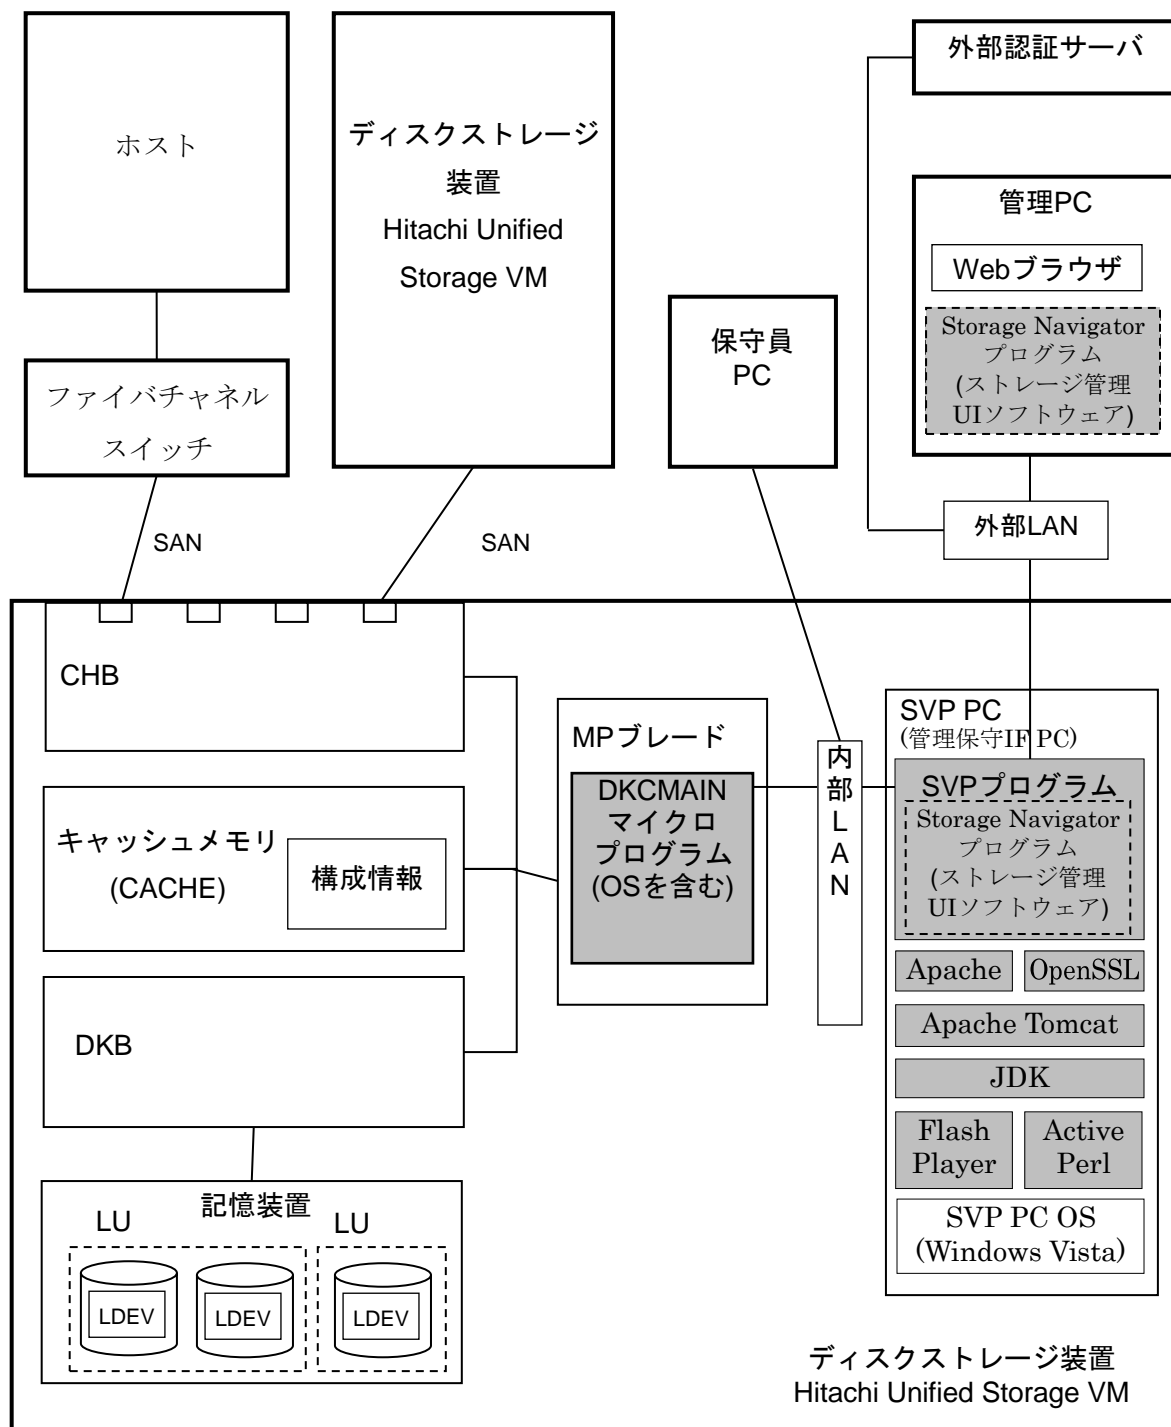 ホスト
ファイバチャネル
スイッチ
ディスクストレージ
装置
Hitachi Unified
Storage VM
保守員
PC
外部認証サーバ
管理PC
Webブラウザ
Storage Navigator
プログラム
(ストレージ管理
UIソフトウェア)
外部LAN
SAN
SAN
CHB
キャッシュメモリ
(CACHE)
構成情報
DKB
記憶装置
LU
LU
LDEV
LDEV
LDEV
MPブレード
DKCMAIN
マイクロ
プログラム
(OSを含む)
内
部
L
A
N
SVP PC
(管理保守IF PC)
SVPプログラム
Storage Navigator
プログラム
(ストレージ管理
UIソフトウェア)
Apache
OpenSSL
Apache Tomcat
JDK
Flash
Player
Active
Perl
SVP PC OS
(Windows Vista)
ディスクストレージ装置
Hitachi Unified Storage VM